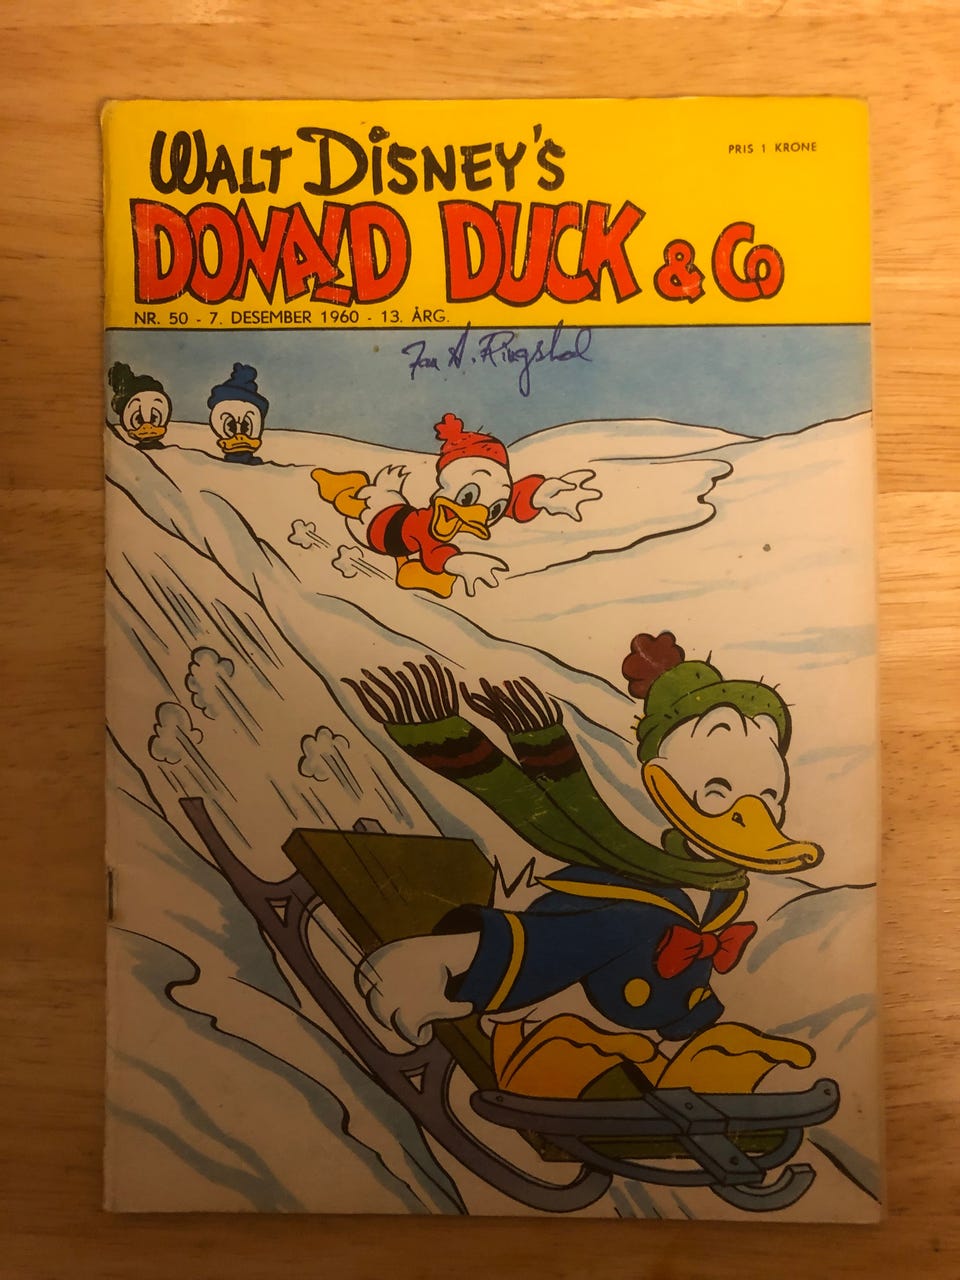 WALT DISNEY'S
PRIS 1 KRONE
DONALD DUCK & Co
NR. 50 - 7. DESEMBER 1960 - 13. ÅRG.